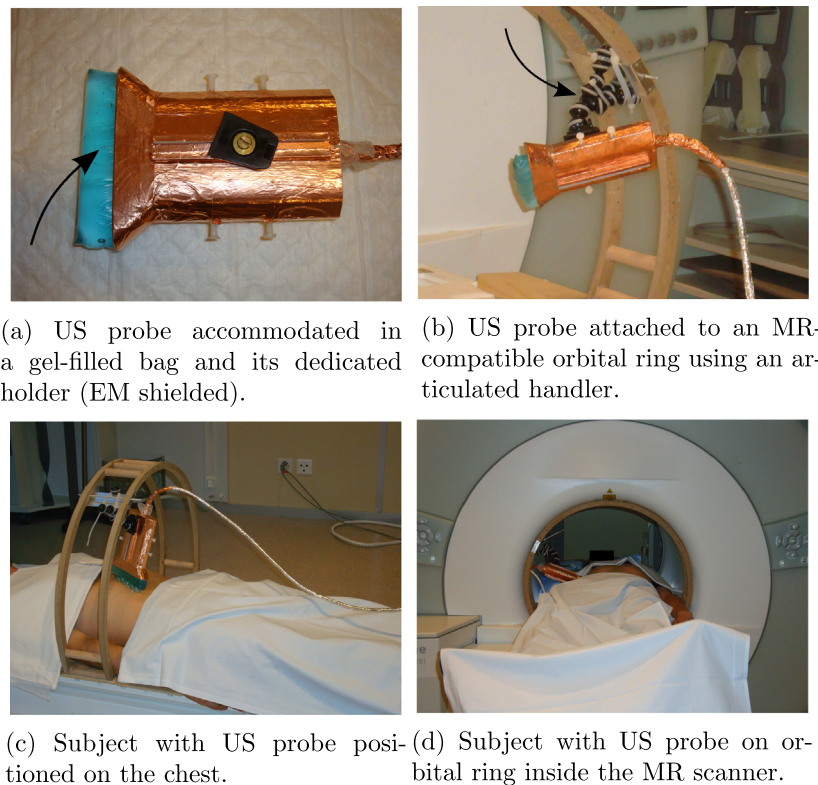 (a) US probe accommodated in
a gel-filled bag and its dedicated
holder (EM shielded).
(b) US probe attached to an MR-
compatible orbital ring using an ar-
ticulated handler.
(c) Subject with US probe posi-
tioned on the chest.
(d) Subject with US probe on or-
bital ring inside the MR scanner.